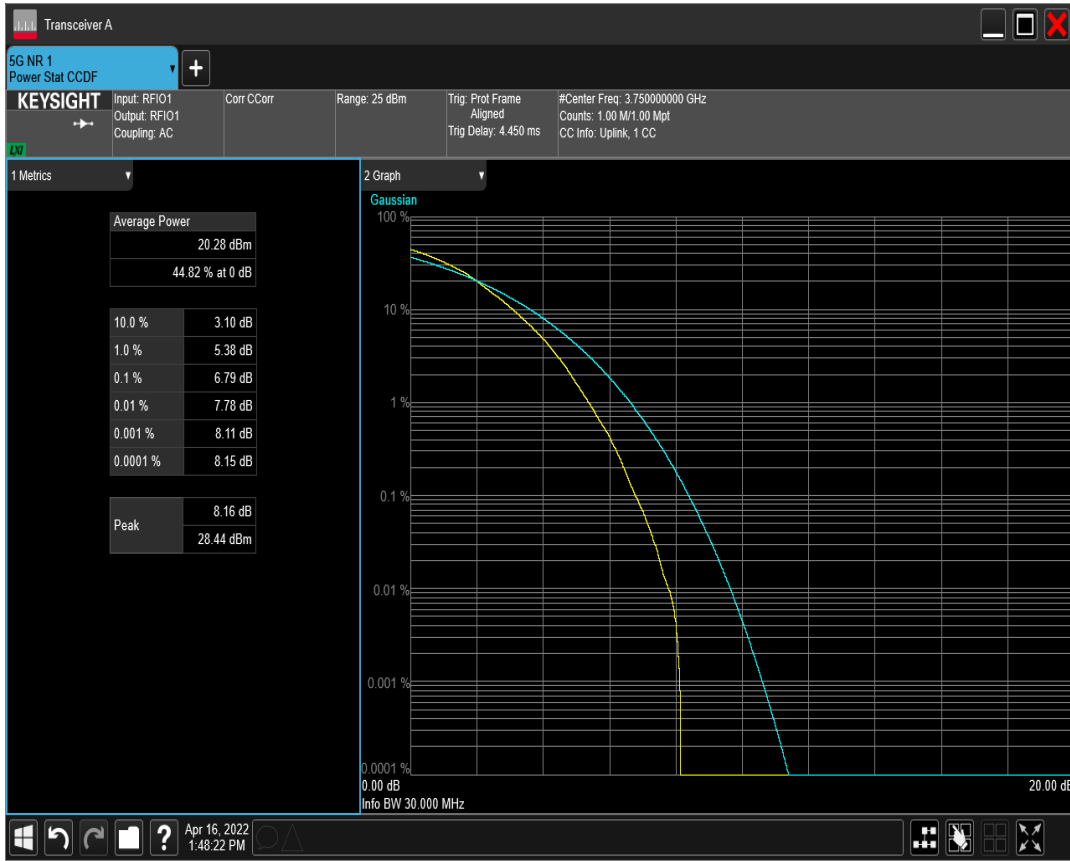 Transceiver A
5G NR 1
Power Stat CCDF
KEYSIGHT
LXI
Input: RFIO1
Output: RFIO1
Coupling: AC
Corr CCorr
Range: 25 dBm
Trig: Prot Frame
Aligned
Trig Delay: 4.450 ms
#Center Freq: 3.750000000 GHz
Counts: 1.00 M/1.00 Mpt
CC Info: Uplink, 1 CC
1 Metrics
Average Power
20.28 dBm
44.82 % at 0 dB
10.0 % 3.10 dB
1.0 % 5.38 dB
0.1 % 6.79 dB
0.01 % 7.78 dB
0.001 % 8.11 dB
0.0001 % 8.15 dB
Peak
8.16 dB
28.44 dBm
2 Graph
Gaussian
100 %
10 %
1 %
0.1 %
0.01 %
0.001 %
0.0001 %
0.00 dB 20.00 dB
Info BW 30.000 MHz
Apr 16, 2022
1:48:22 PM